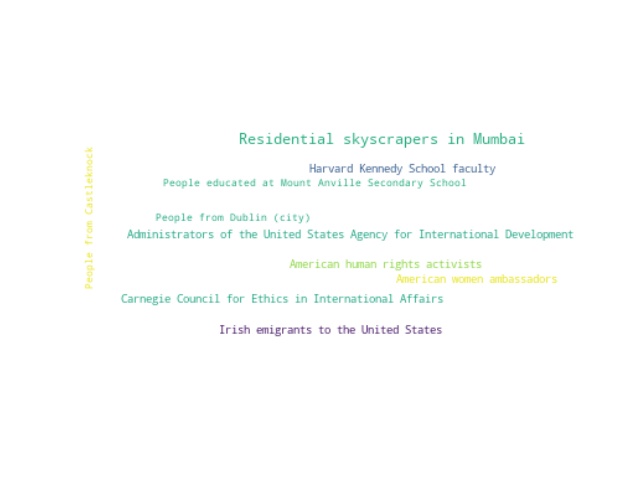 Residential skyscrapers in Mumbai
People from Castleknock
Harvard Kennedy School faculty
People educated at Mount Anville Secondary School
People from Dublin (city)
Administrators of the United States Agency for International Development
American human rights activists
American women ambassadors
Carnegie Council for Ethics in International Affairs
Irish emigrants to the United States